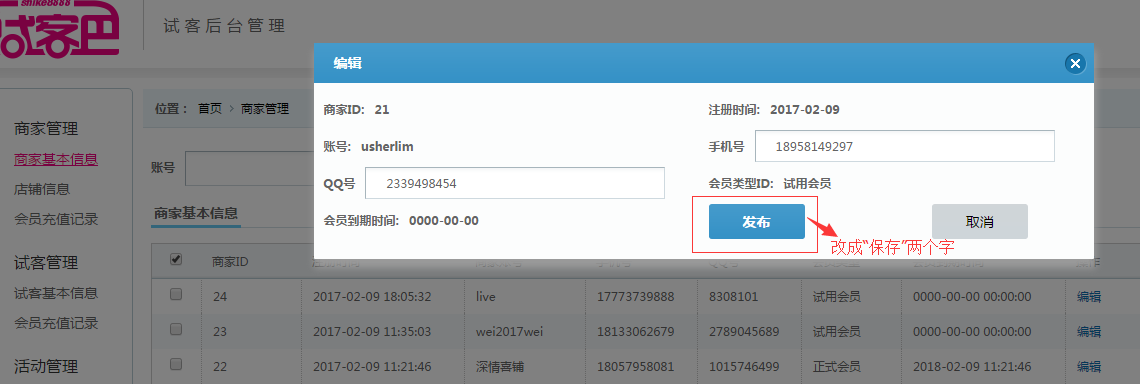 shike8888
试客巴
试客后台管理
编辑
位置： 首页 > 商家管理
商家ID: 21
注册时间: 2017-02-09
商家管理
账号: usherlim
手机号 18958149297
商家基本信息
账号
QQ号 2339498454
会员类型ID: 试用会员
店铺信息
会员充值记录
商家基本信息
会员到期时间: 0000-00-00
发布
取消
改成“保存”两个字
试客管理
商家ID
试客基本信息
24 2017-02-09 18:05:32 live 17773739888 8308101 试用会员 0000-00-00 00:00:00 编辑
会员充值记录
23 2017-02-09 11:35:03 wei2017wei 18133062679 2789045689 试用会员 0000-00-00 00:00:00 编辑
活动管理
22 2017-02-09 11:21:46 深情喜铺 18057958081 1015746499 正式会员 2018-02-09 11:21:46 编辑